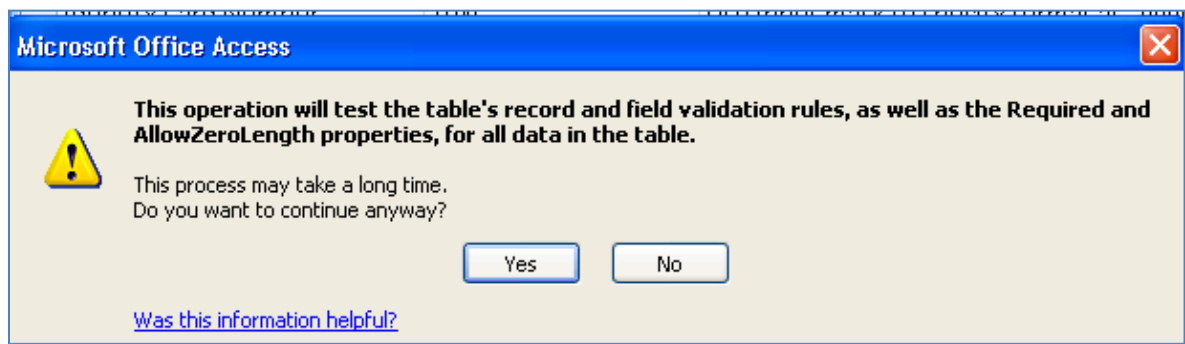 Microsoft Office Access
This operation will test the table's record and field validation rules, as well as the Required and
AllowZeroLength properties, for all data in the table.
This process may take a long time.
Do you want to continue anyway?
Yes No
Was this information helpful?